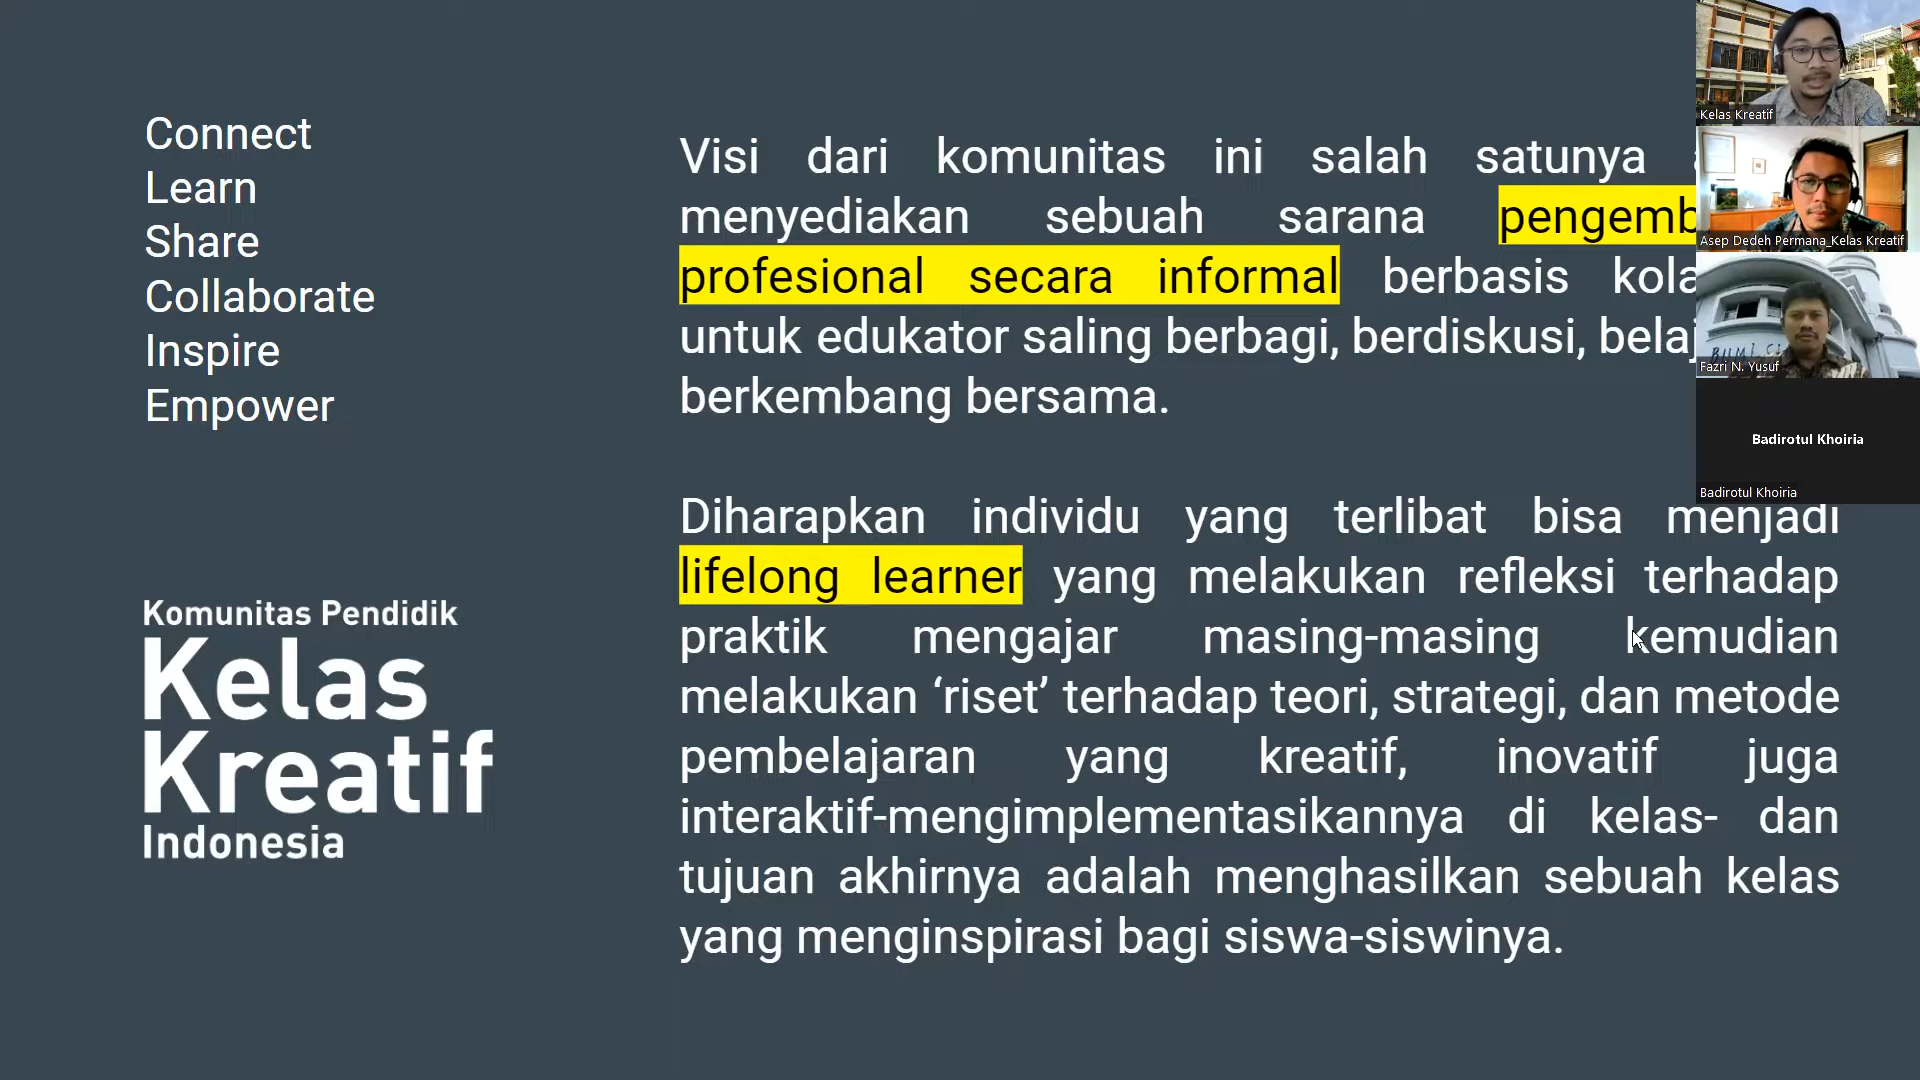 Connect
Learn
Share
Collaborate
Inspire
Empower
Komunitas Pendidik
Kelas
Kreatif
Indonesia
Visi dari komunitas ini salah satunya
menyediakan sebuah sarana
profesional secara informal berbasis
untuk edukator saling berbagi, berdiskusi,
berkembang bersama.
Diharapkan individu yang terlibat bisa menjadi
lifelong learner yang melakukan refleksi terhadap
praktik mengajar masing-masing kemudian
melakukan ‘riset’ terhadap teori, strategi, dan metode
pembelajaran yang kreatif, inovatif juga
interaktif-mengimplementasikannya di kelas- dan
tujuan akhirnya adalah menghasilkan sebuah kelas
yang menginspirasi bagi siswa-siswinya.
Kelas Kreatif
Asep Dedeh Permana_Kelas Kreatif
Fazri N. Yusuf
Badirotul Khoiria
Badirotul Khoiria